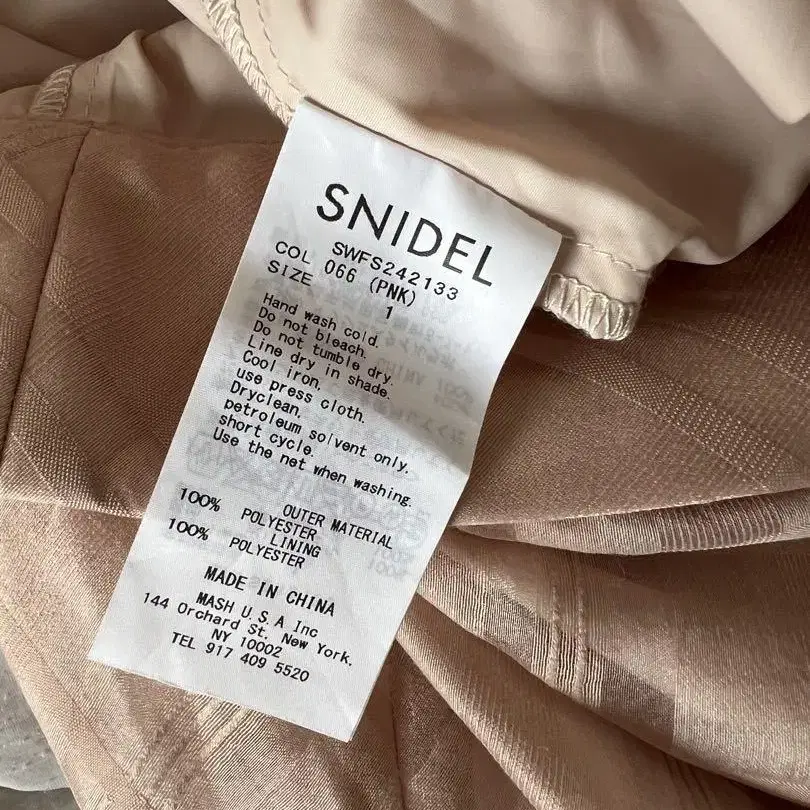 SNIDEL
SWFS242133
COL 066 (PNK)
SIZE 1
Hand wash cold.
Do not bleach.
Do not tumble dry.
Line dry in shade.
Cool iron,
use press cloth.
Dryclean,
petroleum solvent only,
short cycle.
Use the net when washing.
OUTER MATERIAL
100% POLYESTER
LINING
100% POLYESTER
MADE IN CHINA
MASH U.S.A Inc
144 Orchard St. New York,
NY 10002
TEL 917 409 5520